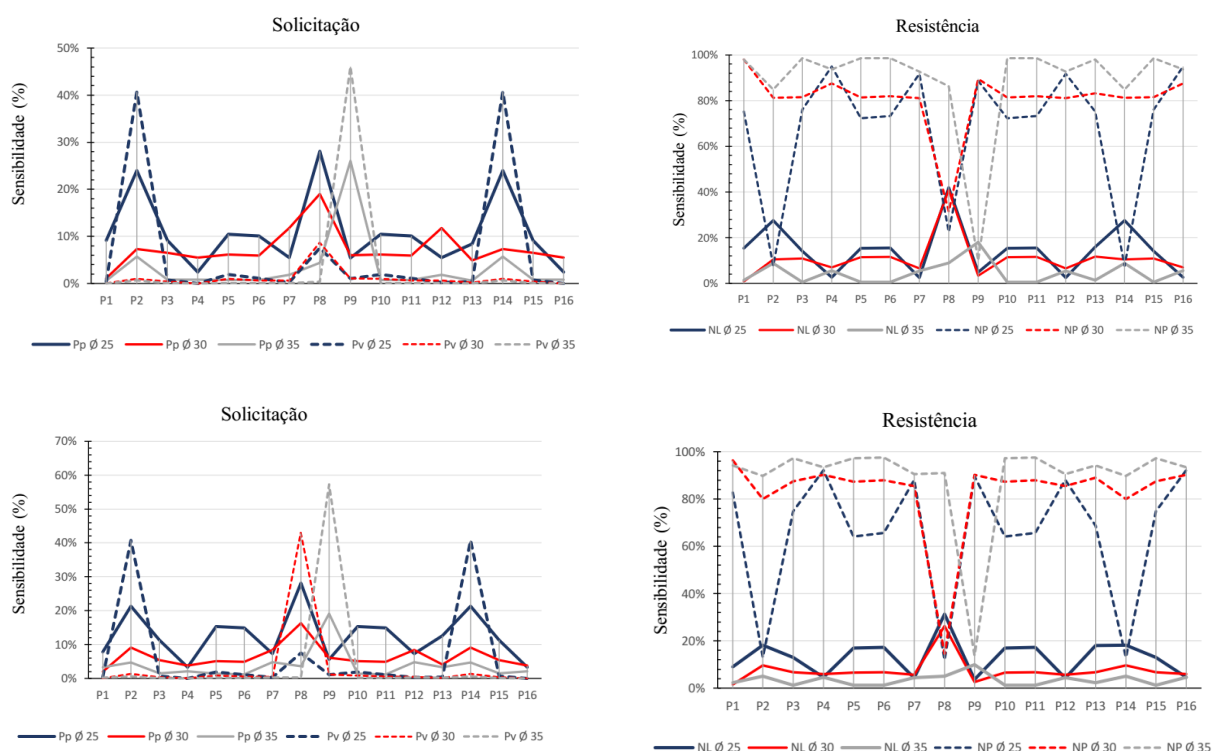 Solicitação
Sensibilidade (%)
50%
40%
30%
20%
10%
0%
P1 P2 P3 P4 P5 P6 P7 P8 P9 P10 P11 P12 P13 P14 P15 P16
Pp Ø 25 Pp Ø 30 Pp Ø 35 Pv Ø 25 Pv Ø 30 Pv Ø 35
Resistência
Sensibilidade (%)
100%
80%
60%
40%
20%
0%
P1 P2 P3 P4 P5 P6 P7 P8 P9 P10 P11 P12 P13 P14 P15 P16
NL Ø 25 NL Ø 30 NL Ø 35 NP Ø 25 NP Ø 30 NP Ø 35
Solicitação
Sensibilidade (%)
70%
60%
50%
40%
30%
20%
10%
0%
P1 P2 P3 P4 P5 P6 P7 P8 P9 P10 P11 P12 P13 P14 P15 P16
Pp Ø 25 Pp Ø 30 Pp Ø 35 Pv Ø 25 Pv Ø 30 Pv Ø 35
Resistência
Sensibilidade (%)
100%
80%
60%
40%
20%
0%
P1 P2 P3 P4 P5 P6 P7 P8 P9 P10 P11 P12 P13 P14 P15 P16
NL Ø 25 NL Ø 30 NL Ø 35 NP Ø 25 NP Ø 30 NP Ø 35